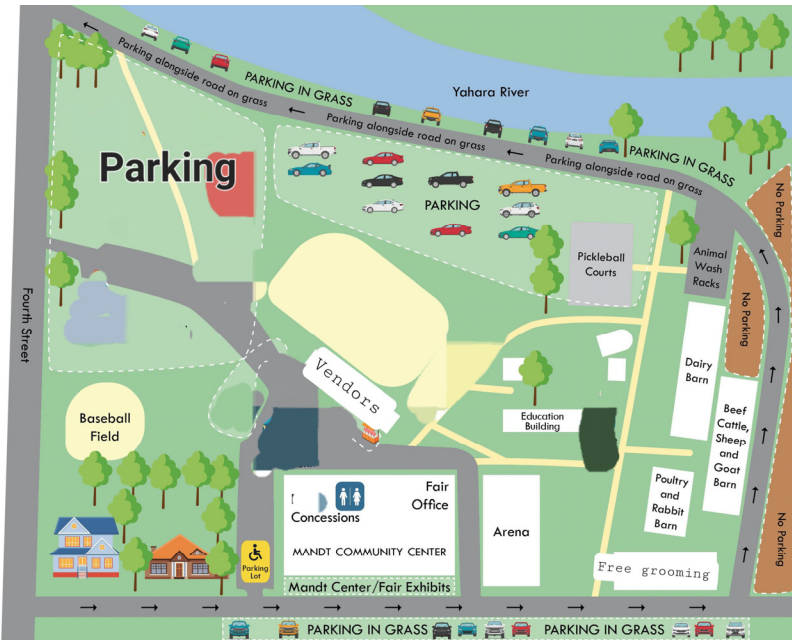 Yahara River
PARKING IN GRASS
Parking alongside road on grass
Parking alongside road on grass
Parking alongside road on grass
PARKING IN GRASS
Parking
PARKING
No Parking
Pickleball
Courts
Animal
Wash
Racks
No Parking
Fourth Street
Vendors
Dairy
Barn
Baseball
Field
Education
Building
Beef
Cattle,
Sheep
and
Goat
Barn
Poultry
and
Rabbit
Barn
Fair
Office
Concessions
MANDT COMMUNITY CENTER
Arena
No Parking
Parking
Lot
Free grooming
Mandt Center/Fair Exhibits
PARKING IN GRASS
PARKING IN GRASS